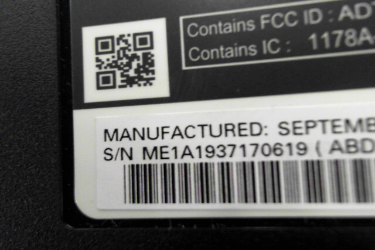 Contains FCC ID : AD
Contains IC : 1178A
MANUFACTURED: SEPTEMB
S/N ME1A1937170619 ( ABD